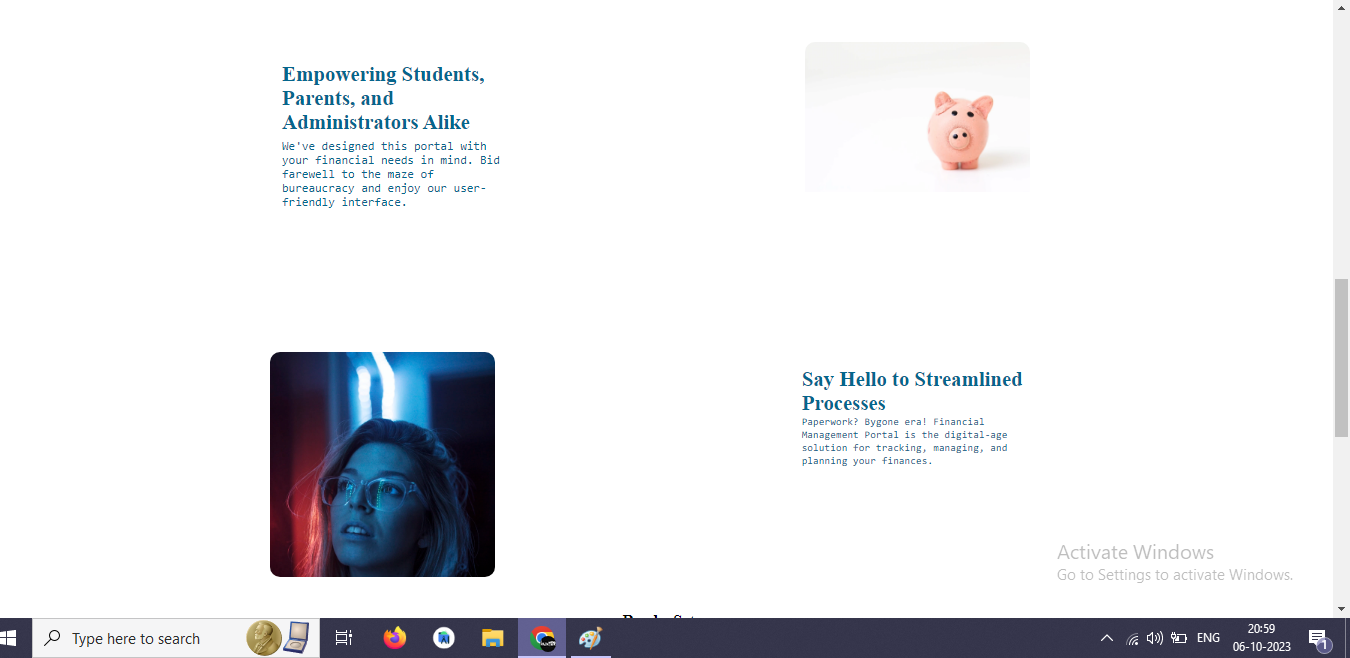 Empowering Students,
Parents, and
Administrators Alike
We've designed this portal with
your financial needs in mind. Bid
farewell to the maze of
bureaucracy and enjoy our user-
friendly interface.
Say Hello to Streamlined
Processes
Paperwork? Bygone era! Financial
Management Portal is the digital-age
solution for tracking, managing, and
planning your finances.
Activate Windows
Go to Settings to activate Windows.
Type here to search
ENG
20:59
06-10-2023
1